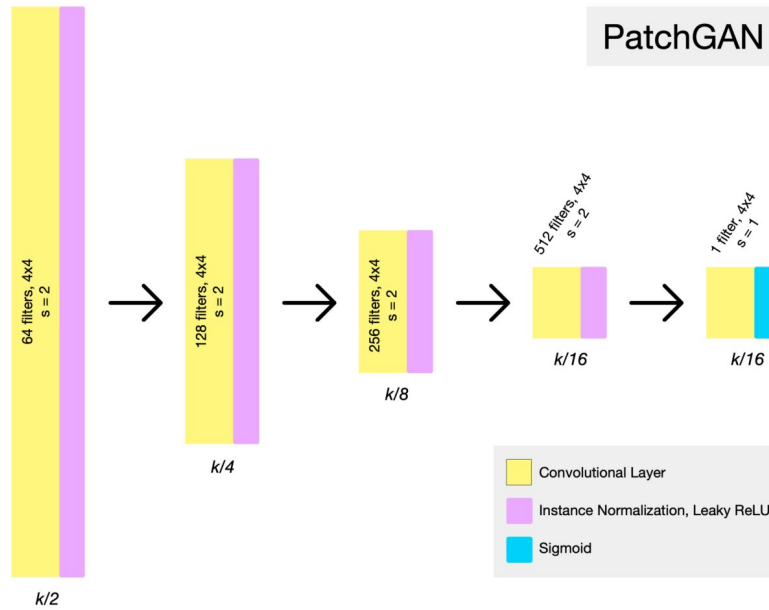 PatchGAN
64 filters, 4x4
s = 2
k/2
128 filters, 4x4
s = 2
k/4
256 filters, 4x4
s = 2
k/8
512 filters, 4x4
s = 2
k/16
1 filter, 4x4
s = 1
k/16
Convolutional Layer
Instance Normalization, Leaky ReLU
Sigmoid